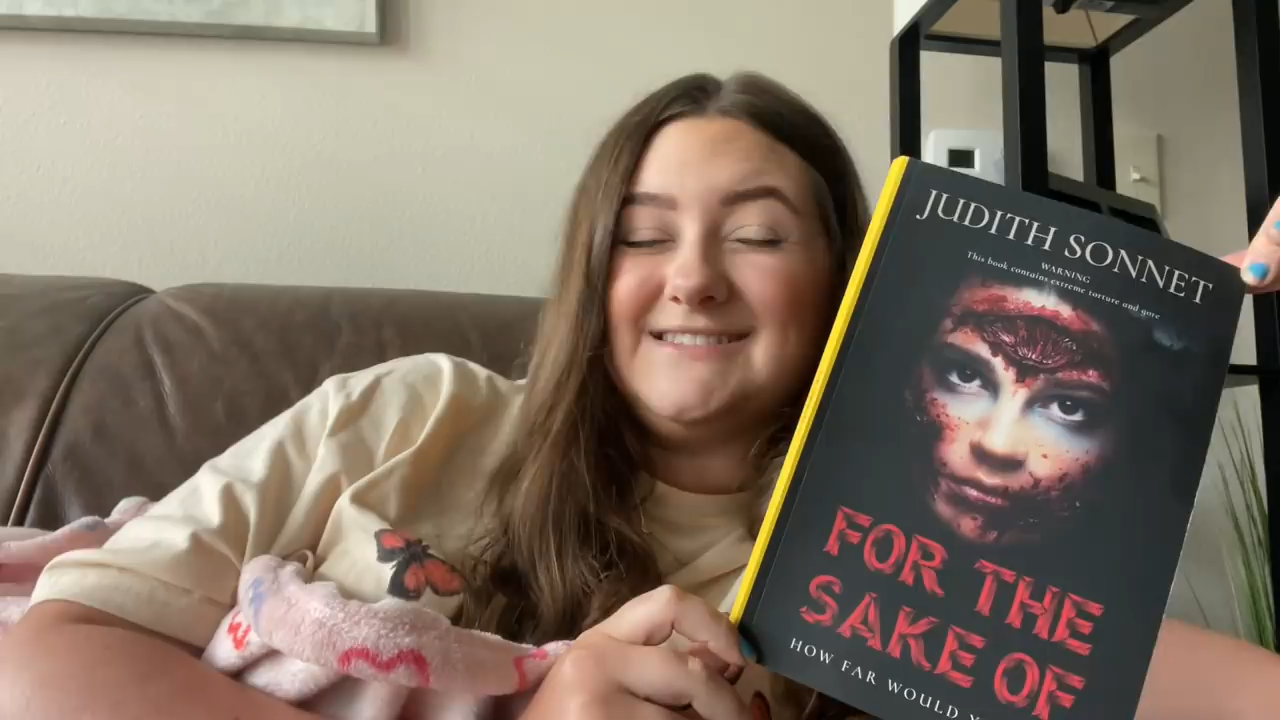 JUDITH SONNET
WARNING
This book contains extreme torture and gore
FOR THE
SAKE OF
HOW FAR WOULD